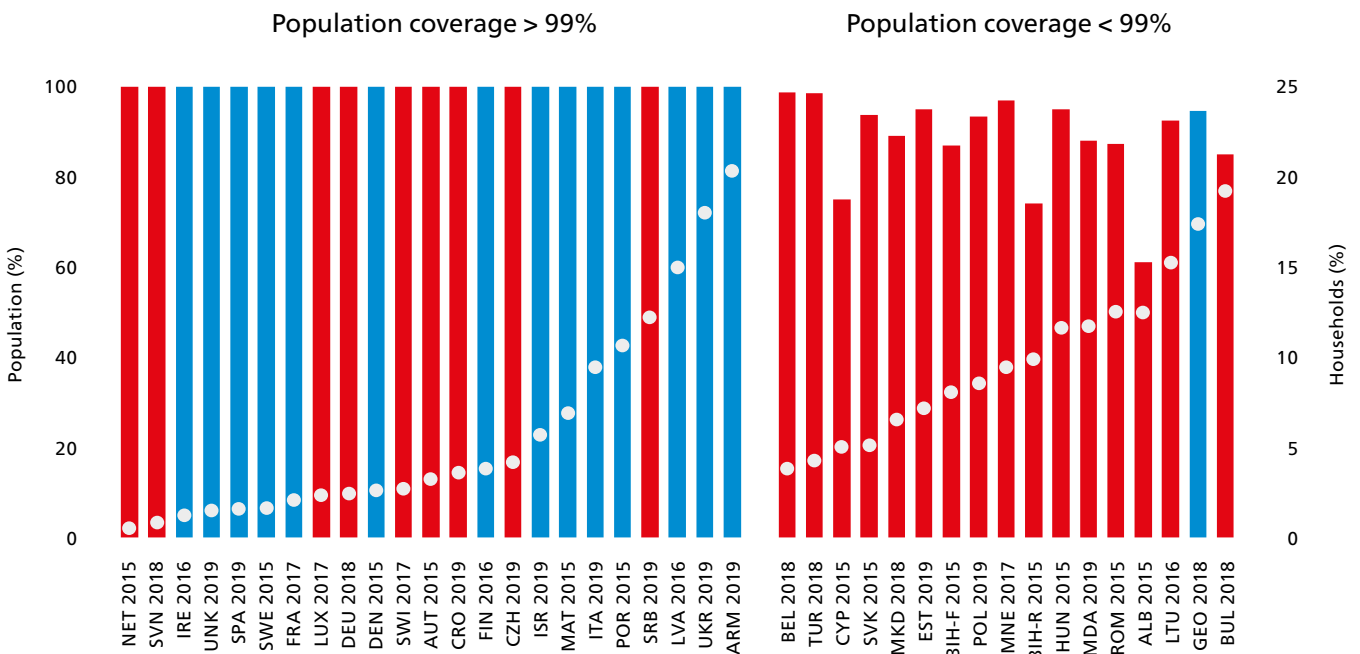 Population coverage > 99%
Population coverage < 99%
Population (%)
100
80
60
40
20
0
NET 2015
SVN 2018
IRE 2016
UNK 2019
SPA 2019
SWE 2015
FRA 2017
LUX 2017
DEU 2018
DEN 2015
SWI 2017
AUT 2015
CRO 2019
FIN 2016
CZH 2019
ISR 2019
MAT 2015
ITA 2019
POR 2015
SRB 2019
LVA 2016
UKR 2019
ARM 2019
BEL 2018
TUR 2018
CYP 2015
SVK 2015
MKD 2018
EST 2019
BIH-F 2015
POL 2019
MNE 2017
BIH-R 2015
HUN 2015
MDA 2019
ROM 2015
ALB 2015
LTU 2016
GEO 2018
BUL 2018
25
20
15
10
5
0
Households (%)